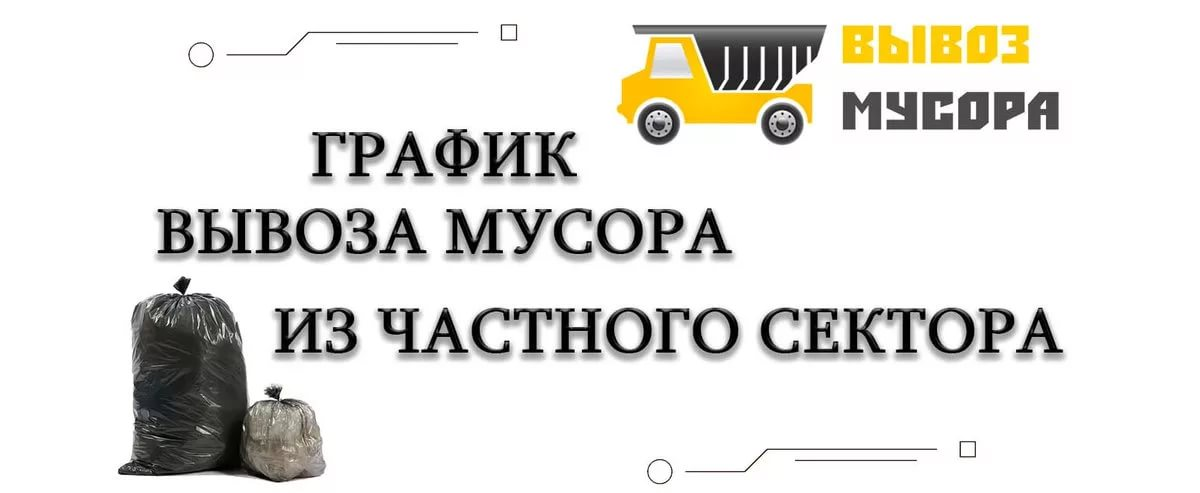 ВЫВОЗ
МУСОРА
ГРАФИК
ВЫВОЗА МУСОРА
ИЗ ЧАСТНОГО СЕКТОРА